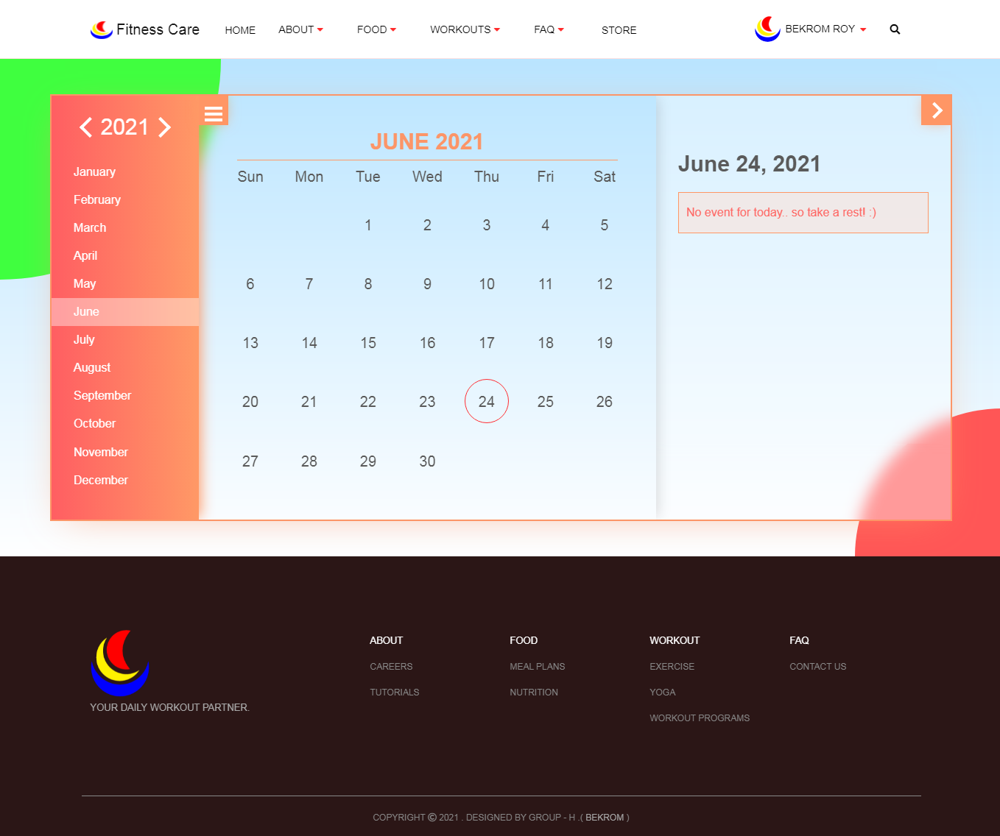 Fitness Care HOME ABOUT FOOD WORKOUTS FAQ STORE BEKROM ROY
2021
January
February
March
April
May
June
July
August
September
October
November
December
JUNE 2021
Sun Mon Tue Wed Thu Fri Sat
1 2 3 4 5
6 7 8 9 10 11 12
13 14 15 16 17 18 19
20 21 22 23 24 25 26
27 28 29 30
June 24, 2021
No event for today.. so take a rest! :)
YOUR DAILY WORKOUT PARTNER.
ABOUT
CAREERS
TUTORIALS
FOOD
MEAL PLANS
NUTRITION
WORKOUT
EXERCISE
YOGA
WORKOUT PROGRAMS
FAQ
CONTACT US
COPYRIGHT © 2021 . DESIGNED BY GROUP - H .( BEKROM )